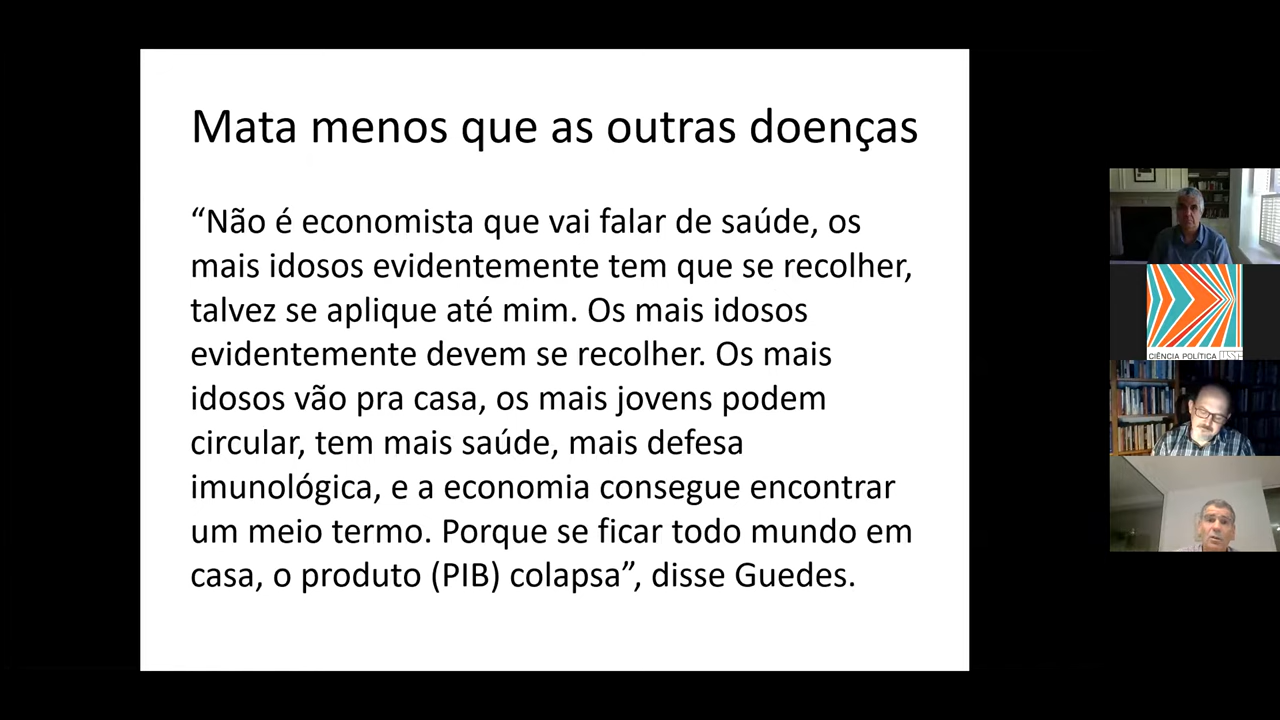 Mata menos que as outras doenças
“Não é economista que vai falar de saúde, os
mais idosos evidentemente tem que se recolher,
talvez se aplique até mim. Os mais idosos
evidentemente devem se recolher. Os mais
idosos vão pra casa, os mais jovens podem
circular, tem mais saúde, mais defesa
imunológica, e a economia consegue encontrar
um meio termo. Porque se ficar todo mundo em
casa, o produto (PIB) colapsa”, disse Guedes.
CIÊNCIA POLÍTICA USP